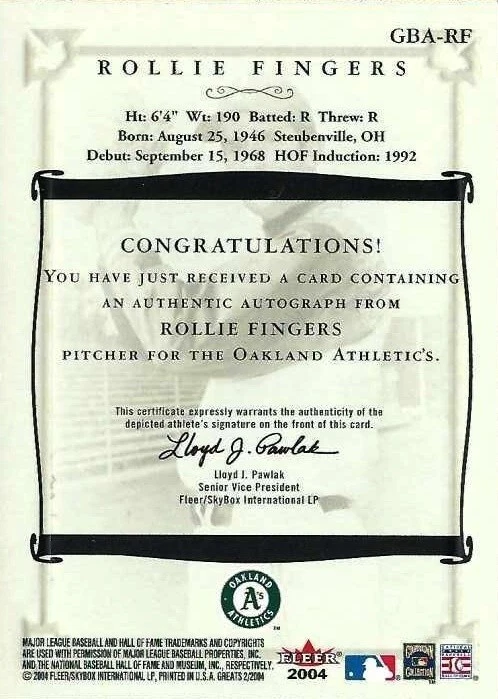 GBA-RF
ROLLIE FINGERS
Ht: 6'4" Wt: 190 Batted: R Threw: R
Born: August 25, 1946 Steubenville, OH
Debut: September 15, 1968 HOF Induction: 1992
CONGRATULATIONS!
YOU HAVE JUST RECEIVED A CARD CONTAINING
AN AUTHENTIC AUTOGRAPH FROM
ROLLIE FINGERS
PITCHER FOR THE OAKLAND ATHLETIC'S.
This certificate expressly warrants the authenticity of the
depicted athlete's signature on the front of this card.
Lloyd J. Pawlak
Lloyd J. Pawlak
Senior Vice President
Fleer/SkyBox International LP
OAKLAND
A's
ATHLETICS
TM
MAJOR LEAGUE BASEBALL AND HALL OF FAME TRADEMARKS AND COPYRIGHTS
ARE USED WITH PERMISSION OF MAJOR LEAGUE BASEBALL PROPERTIES, INC.
AND THE NATIONAL BASEBALL HALL OF FAME AND MUSEUM, INC., RESPECTIVELY.
© 2004 FLEER/SKYBOX INTERNATIONAL LP, PRINTED IN U.S.A. GREATS 2/2004
FLEER
2004
COOPERSTOWN
COLLECTION